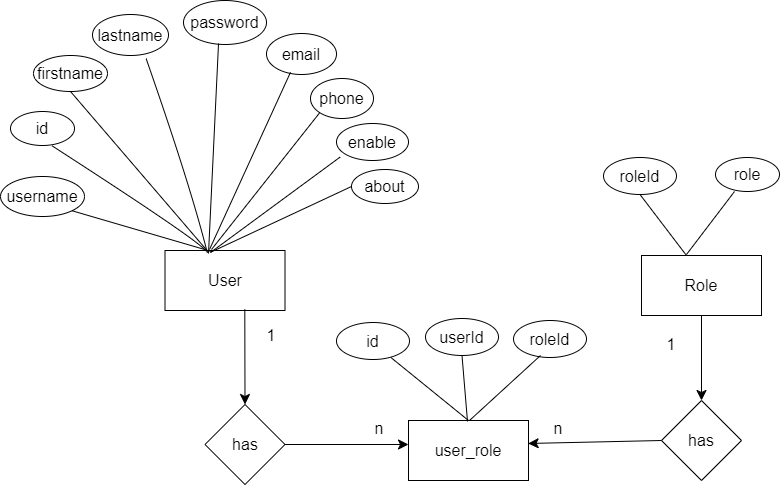 password
lastname
email
firstname
phone
id
enable
username
about
roleId
role
User
Role
1
id
userId
roleId
1
has
n
user_role
n
has